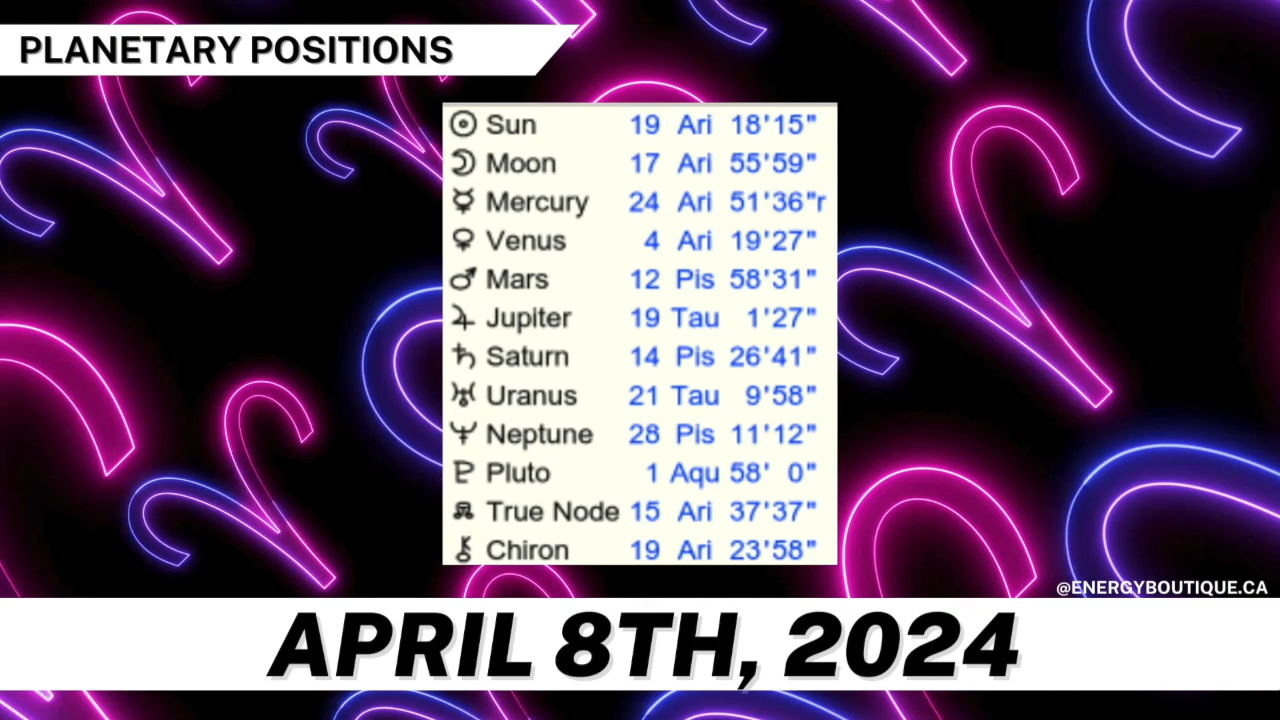 PLANETARY POSITIONS
☉ Sun 19 Ari 18'15"
☽ Moon 17 Ari 55'59"
☿ Mercury 24 Ari 51'36"r
♀ Venus 4 Ari 19'27"
♂ Mars 12 Pis 58'31"
♃ Jupiter 19 Tau 1'27"
♄ Saturn 14 Pis 26'41"
♅ Uranus 21 Tau 9'58"
♆ Neptune 28 Pis 11'12"
♇ Pluto 1 Aqu 58' 0"
☊ True Node 15 Ari 37'37"
⚷ Chiron 19 Ari 23'58"
@ENERGYBOUTIQUE.CA
APRIL 8TH, 2024